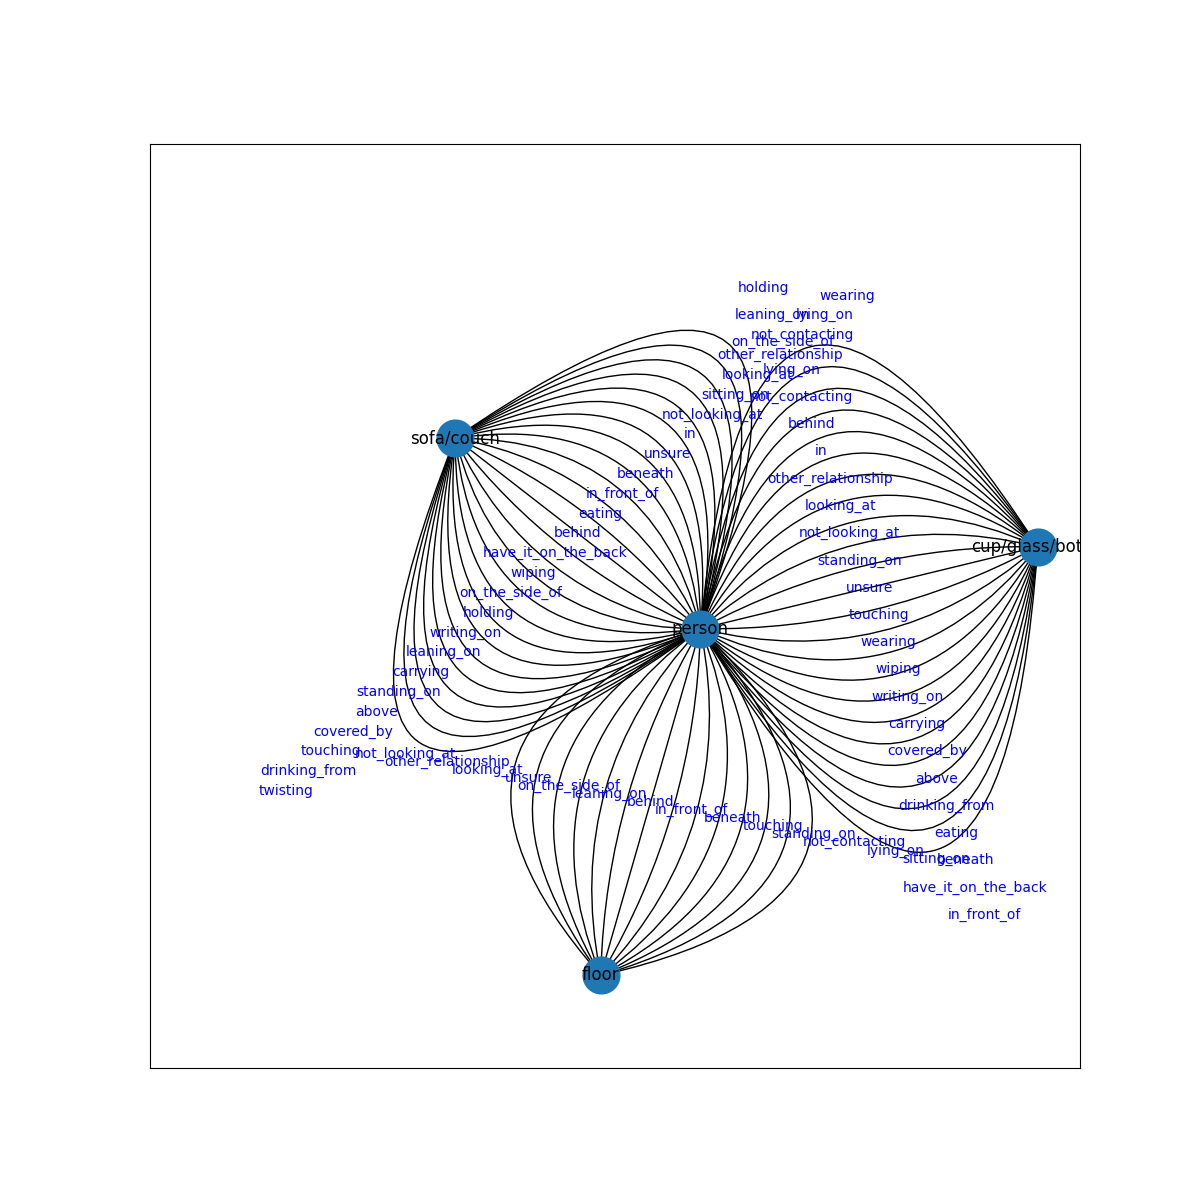 holding
wearing
leaning_on
lying_on
not_contacting
on_the_side_of
other_relationship
lying_on
looking_at
sitting_on
not_contacting
not_looking_at
behind
in
sofa/couch
in
unsure
beneath
other_relationship
in_front_of
looking_at
eating
behind
not_looking_at
cup/glass/bot
have_it_on_the_back
standing_on
wiping
unsure
on_the_side_of
holding
touching
person
writing_on
wearing
leaning_on
carrying
wiping
standing_on
writing_on
above
carrying
covered_by
touching
not_looking_at
covered_by
other_relationship
drinking_from
looking_at
unsure
above
twisting
on_the_side_of
leaning_on
behind
drinking_from
in_front_of
beneath
touching
standing_on
eating
not_contacting
lying_on
sitting_on
beneath
have_it_on_the_back
in_front_of
floor